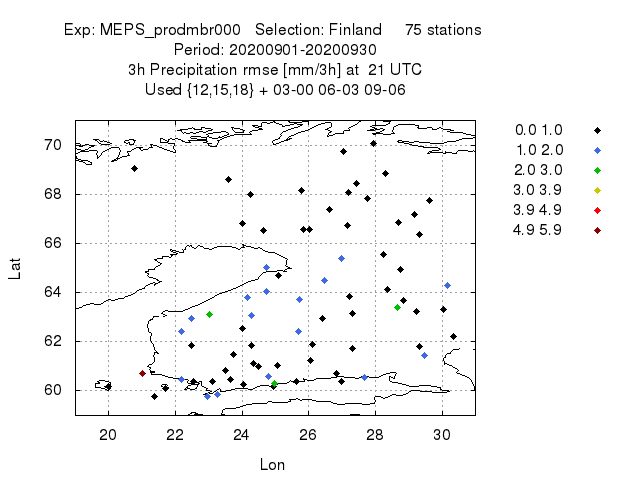 Exp: MEPS_prodmbr000 Selection: Finland 75 stations
Period: 20200901-20200930
3h Precipitation rmse [mm/3h] at 21 UTC
Used {12,15,18} + 03-00 06-03 09-06
0.0 1.0
1.0 2.0
2.0 3.0
3.0 3.9
3.9 4.9
4.9 5.9
70
68
66
64
62
60
Lat
20 22 24 26 28 30
Lon